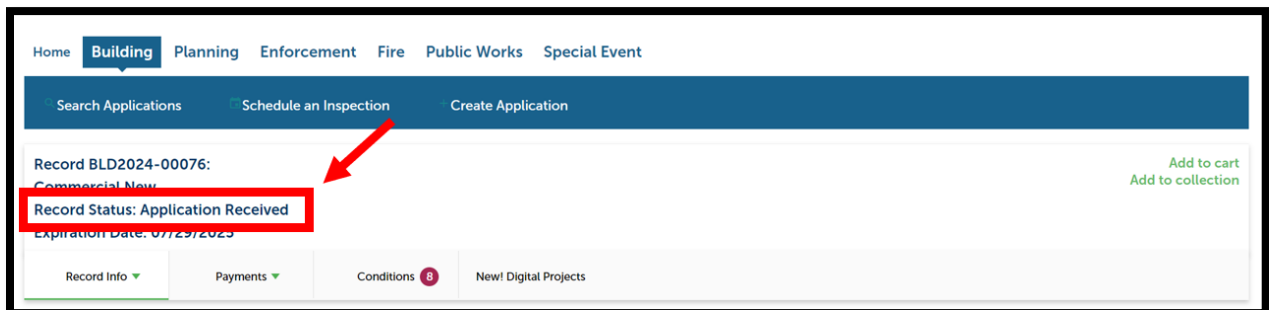 Home Building Planning Enforcement Fire Public Works Special Event
Search Applications Schedule an Inspection Create Application
Record BLD2024-00076:
Add to cart
Commercial New
Add to collection
Record Status: Application Received
Expiration Date: 07/29/2025
Record Info Payments Conditions 8 New! Digital Projects